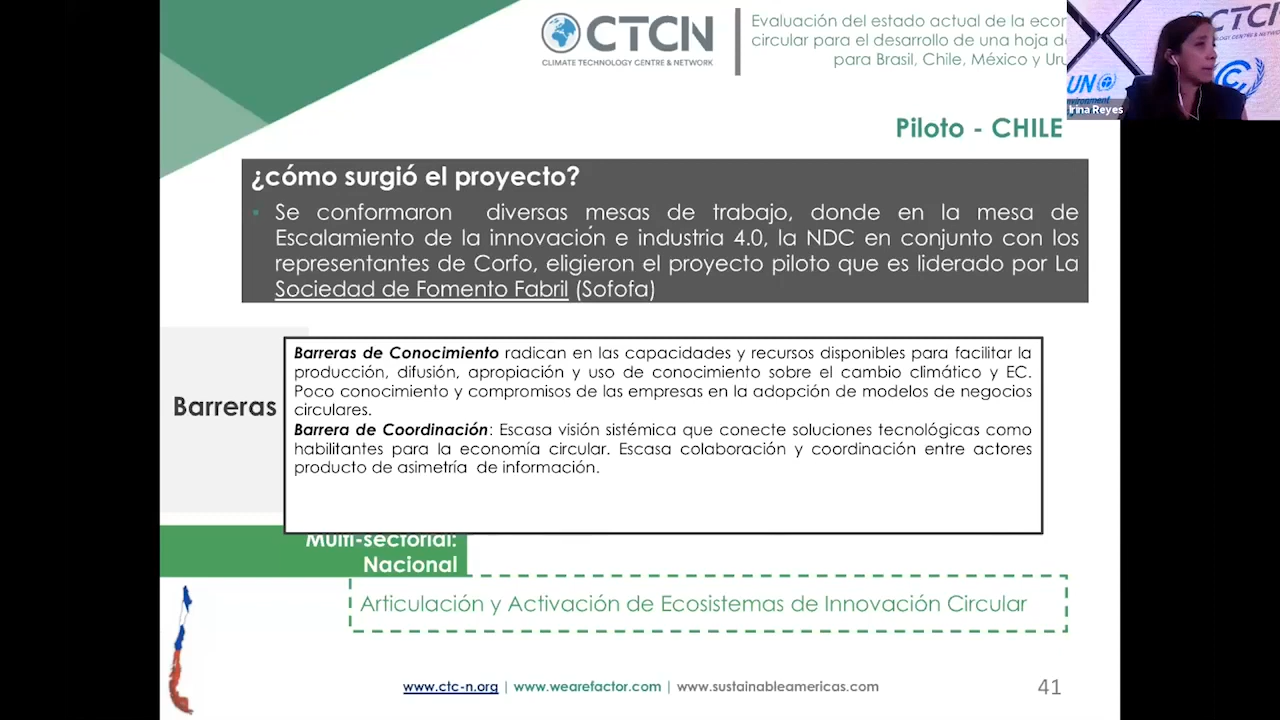 CTCN
CLIMATE TECHNOLOGY CENTRE & NETWORK
Evaluación del estado actual de la
circular para el desarrollo de una hoja
para Brasil, Chile, México y
CTCN
UN
environment
Irina Reyes
Piloto - CHILE
¿cómo surgió el proyecto?
Se conformaron diversas mesas de trabajo, donde en la mesa de
Escalamiento de la innovación e industria 4.0, la NDC en conjunto con los
representantes de Corfo, eligieron el proyecto piloto que es liderado por La
Sociedad de Fomento Fabril (Sofofa)
Barreras
Barreras de Conocimiento radican en las capacidades y recursos disponibles para facilitar la
producción, difusión, apropiación y uso de conocimiento sobre el cambio climático y EC.
Poco conocimiento y compromisos de las empresas en la adopción de modelos de negocios
circulares.
Barrera de Coordinación: Escasa visión sistémica que conecte soluciones tecnológicas como
habilitantes para la economía circular. Escasa colaboración y coordinación entre actores
producto de asimetría de información.
Multi-sectorial:
Nacional
Articulación y Activación de Ecosistemas de Innovación Circular
www.ctc-n.org | www.wearefactor.com | www.sustainableamericas.com
41